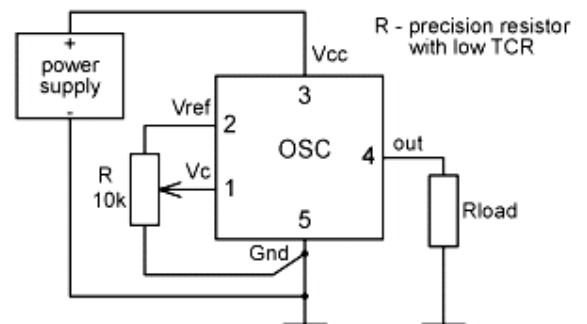 R - precision resistor
with low TCR
+
power
supply
-
Vcc
3
Vref
2
OSC
4
out
R
10k
Vc
1
5
Rload
Gnd